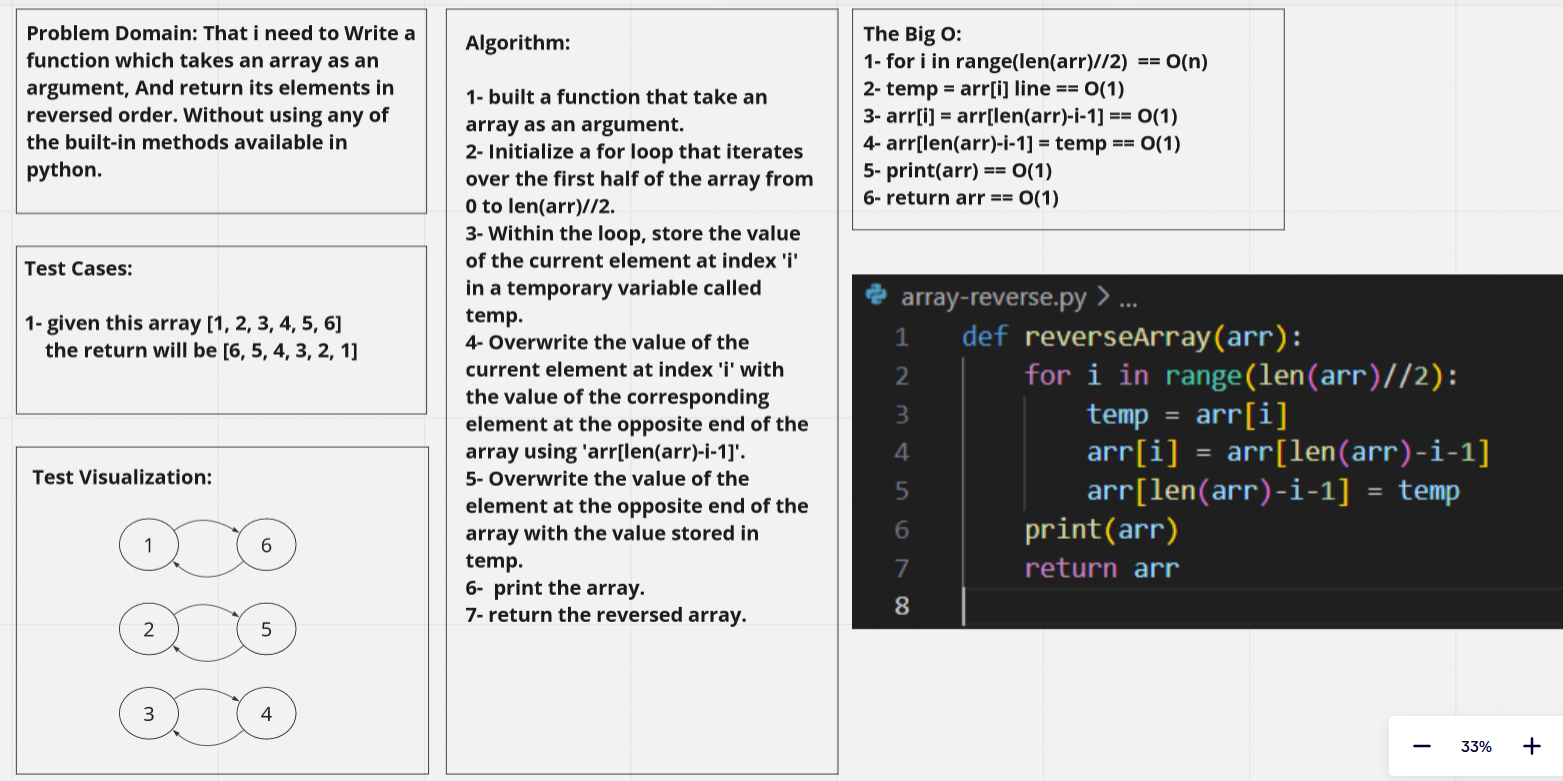 Problem Domain: That i need to Write a
function which takes an array as an
argument, And return its elements in
reversed order. Without using any of
the built-in methods available in
python.
Test Cases:
1- given this array [1, 2, 3, 4, 5, 6]
the return will be [6, 5, 4, 3, 2, 1]
Test Visualization:
1 6
2 5
3 4
Algorithm:
1- built a function that take an
array as an argument.
2- Initialize a for loop that iterates
over the first half of the array from
0 to len(arr)//2.
3- Within the loop, store the value
of the current element at index 'i'
in a temporary variable called
temp.
4- Overwrite the value of the
current element at index 'i' with
the value of the corresponding
element at the opposite end of the
array using 'arr[len(arr)-i-1]'.
5- Overwrite the value of the
element at the opposite end of the
array with the value stored in
temp.
6-  print the array.
7- return the reversed array.
The Big O:
1- for i in range(len(arr)//2)  == O(n)
2- temp = arr[i] line == O(1)
3- arr[i] = arr[len(arr)-i-1] == O(1)
4- arr[len(arr)-i-1] = temp == O(1)
5- print(arr) == O(1)
6- return arr == O(1)
array-reverse.py > ...
1 def reverseArray(arr):
2 for i in range(len(arr)//2):
3 temp = arr[i]
4 arr[i] = arr[len(arr)-i-1]
5 arr[len(arr)-i-1] = temp
6 print(arr)
7 return arr
8
− 33% +